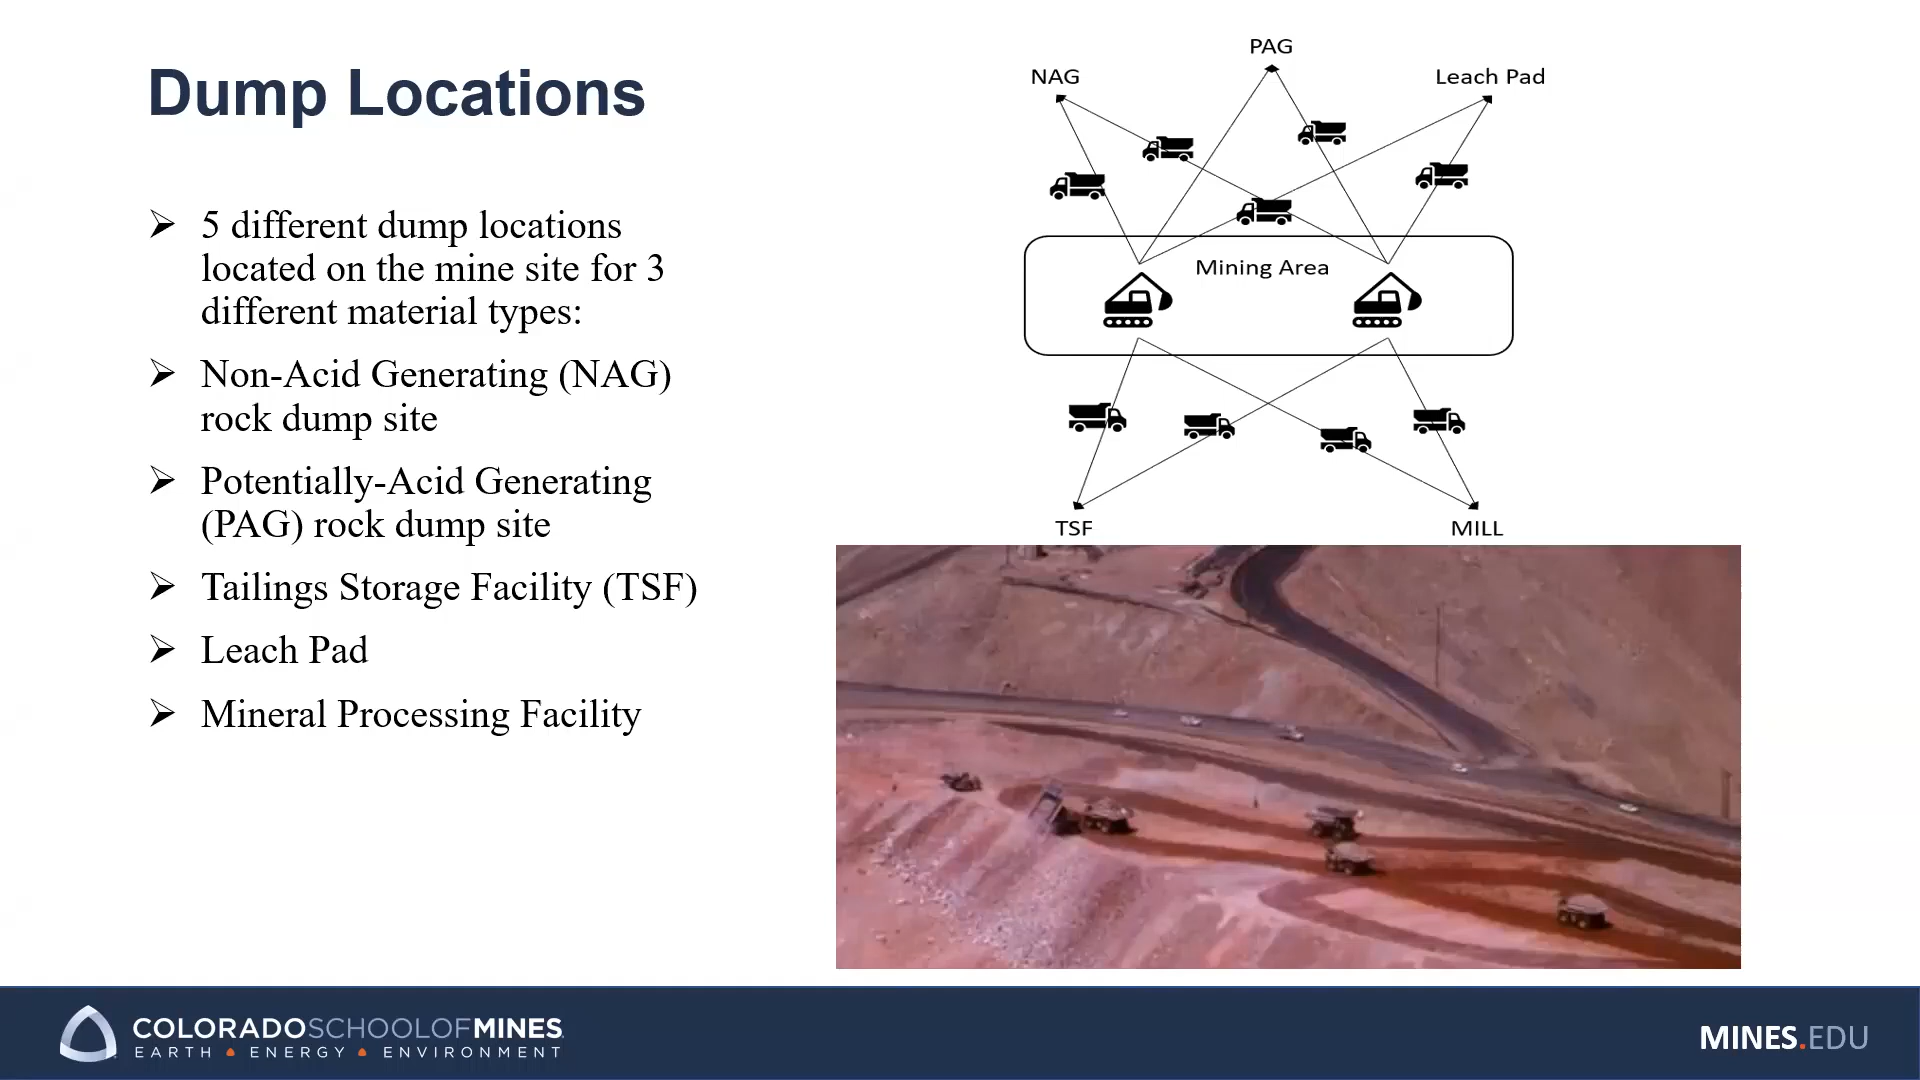 Dump Locations
➢ 5 different dump locations
located on the mine site for 3
different material types:
➢ Non-Acid Generating (NAG)
rock dump site
➢ Potentially-Acid Generating
(PAG) rock dump site
➢ Tailings Storage Facility (TSF)
➢ Leach Pad
➢ Mineral Processing Facility
PAG
NAG
Leach Pad
Mining Area
TSF
MILL
COLORADOSCHOOLOFMINES
EARTH • ENERGY • ENVIRONMENT
MINES.EDU